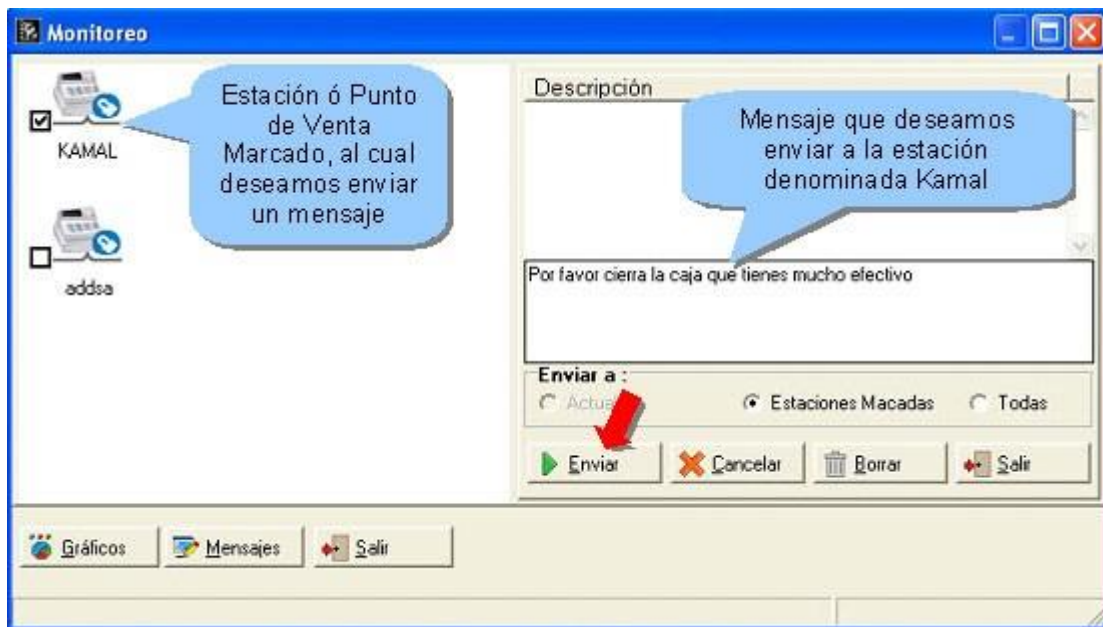 Monitoreo
KAMAL
Estación ó Punto
de Venta
Marcado, al cual
deseamos enviar
un mensaje
addsa
Descripción
Mensaje que deseamos
enviar a la estación
denominada Kamal
Por favor cierra la caja que tienes mucho efectivo
Enviar a :
Estaciones Macadas
Todas
Enviar
Cancelar
Borrar
Salir
Gráficos
Mensajes
Salir